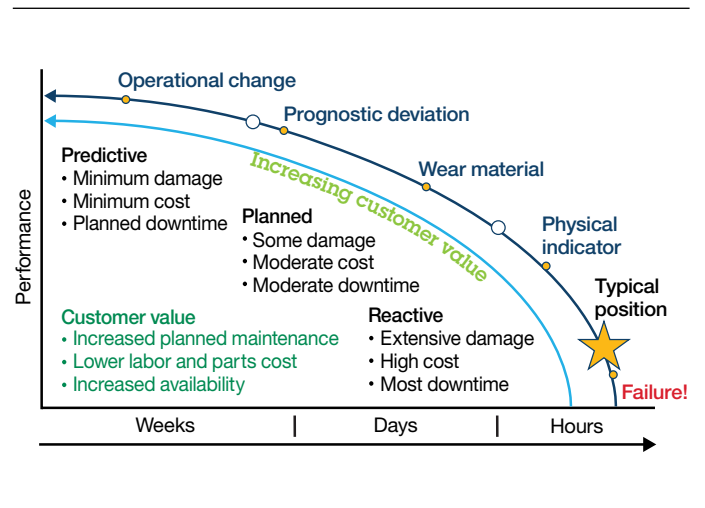 Operational change
Prognostic deviation
Wear material
Physical
indicator
Typical
position
Failure!
Increasing customer value
Predictive
• Minimum damage
• Minimum cost
• Planned downtime
Planned
• Some damage
• Moderate cost
• Moderate downtime
Customer value
• Increased planned maintenance
• Lower labor and parts cost
• Increased availability
Reactive
• Extensive damage
• High cost
• Most downtime
Performance
Weeks | Days | Hours